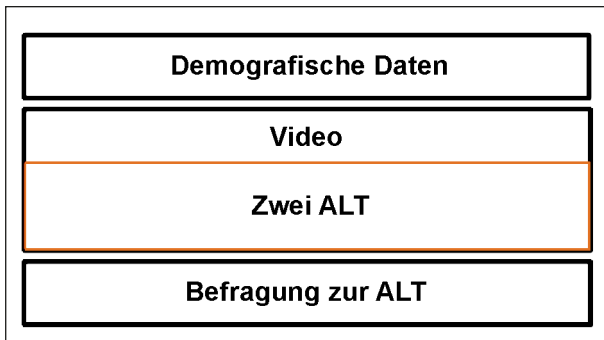 Demografische Daten
Video
Zwei ALT
Befragung zur ALT